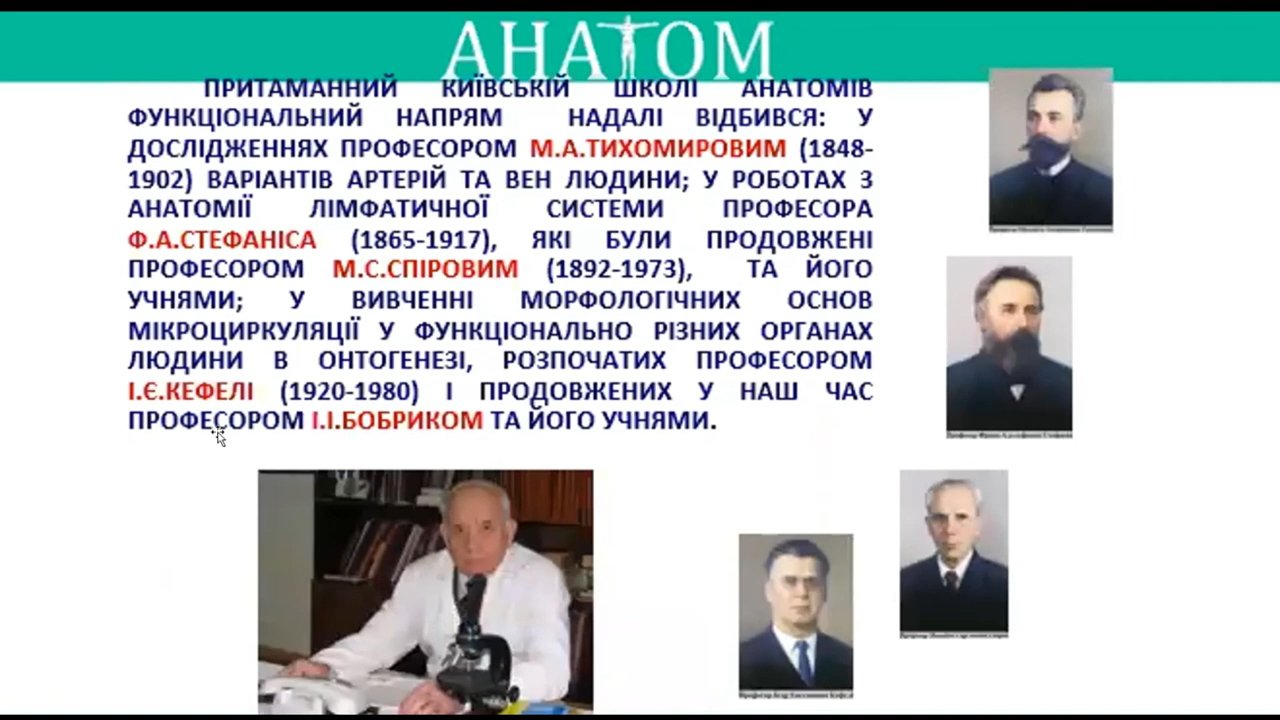 АНАТОМ
ПРИТАМАННИЙ КИЇВСЬКІЙ ШКОЛІ АНАТОМІВ
ФУНКЦІОНАЛЬНИЙ НАПРЯМ НАДАЛІ ВІДБИВСЯ: У
ДОСЛІДЖЕННЯХ ПРОФЕСОРОМ М.А.ТИХОМИРОВИМ (1848-
1902) ВАРІАНТІВ АРТЕРІЙ ТА ВЕН ЛЮДИНИ; У РОБОТАХ З
АНАТОМІЇ ЛІМФАТИЧНОЇ СИСТЕМИ ПРОФЕСОРА
Ф.А.СТЕФАНІСА (1865-1917), ЯКІ БУЛИ ПРОДОВЖЕНІ
ПРОФЕСОРОМ М.С.СПІРОВИМ (1892-1973), ТА ЙОГО
УЧНЯМИ; У ВИВЧЕННІ МОРФОЛОГІЧНИХ ОСНОВ
МІКРОЦИРКУЛЯЦІЇ У ФУНКЦІОНАЛЬНО РІЗНИХ ОРГАНАХ
ЛЮДИНИ В ОНТОГЕНЕЗІ, РОЗПОЧАТИХ ПРОФЕСОРОМ
І.Є.КЕФЕЛІ (1920-1980) І ПРОДОВЖЕНИХ У НАШ ЧАС
ПРОФЕСОРОМ І.І.БОБРИКОМ ТА ЙОГО УЧНЯМИ.